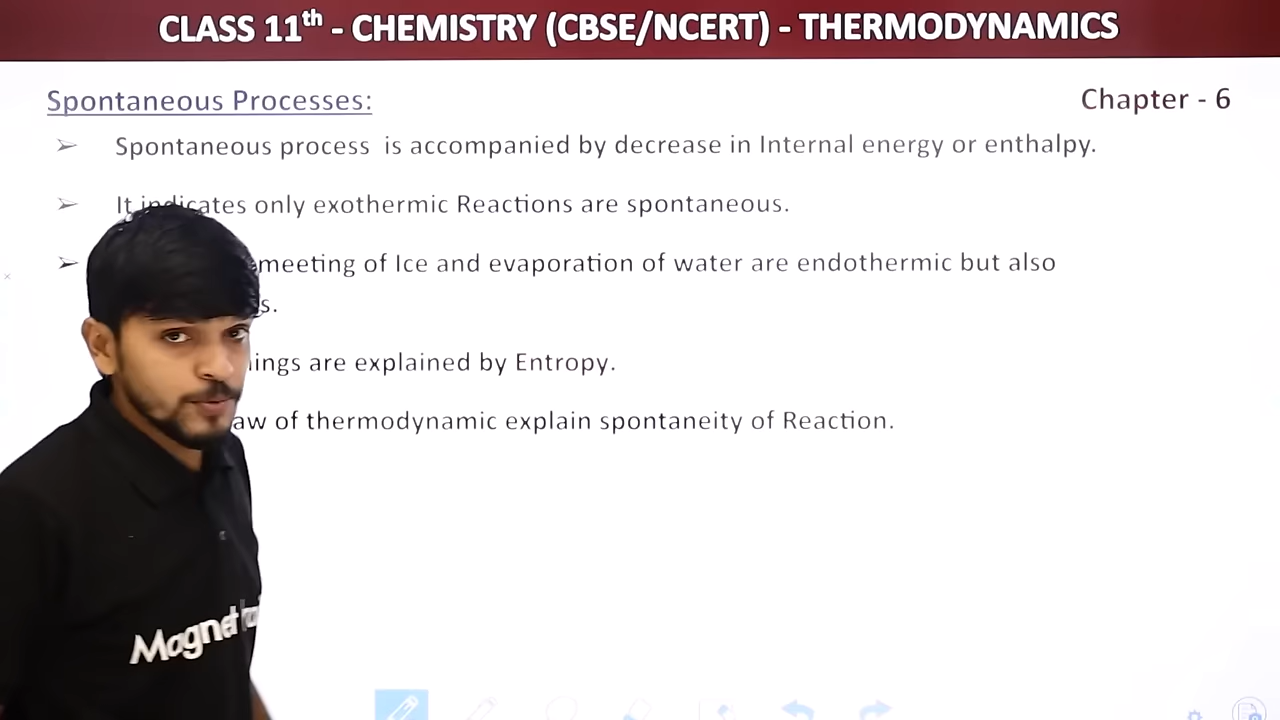 CLASS 11th - CHEMISTRY (CBSE/NCERT) - THERMODYNAMICS
Spontaneous Processes:
Chapter - 6
➢ Spontaneous process is accompanied by decrease in Internal energy or enthalpy.
➢ It indicates only exothermic Reactions are spontaneous.
➢ meeting of Ice and evaporation of water are endothermic but also
are explained by Entropy.
of thermodynamic explain spontaneity of Reaction.
Magnet